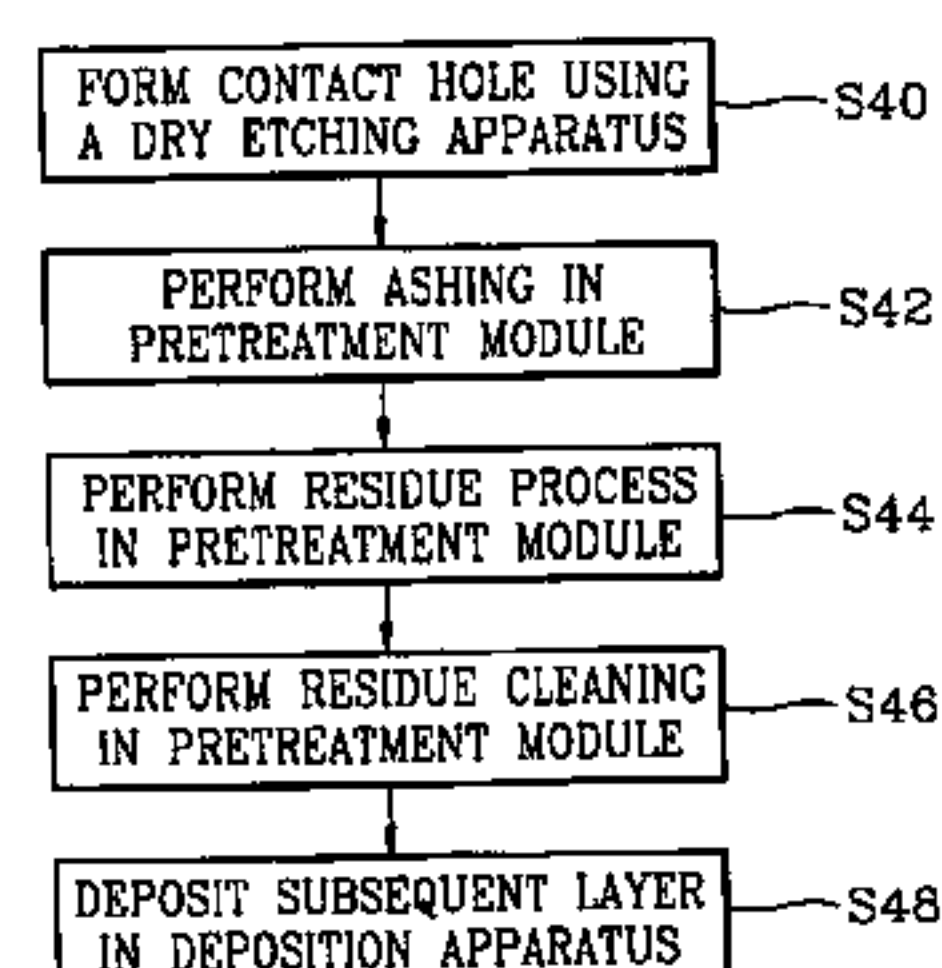 FORM CONTACT HOLE USING
A DRY ETCHING APPARATUS
S40
PERFORM ASHING IN
PRETREATMENT MODULE
S42
PERFORM RESIDUE PROCESS
IN PRETREATMENT MODULE
S44
PERFORM RESIDUE CLEANING
IN PRETREATMENT MODULE
S46
DEPOSIT SUBSEQUENT LAYER
IN DEPOSITION APPARATUS
S48